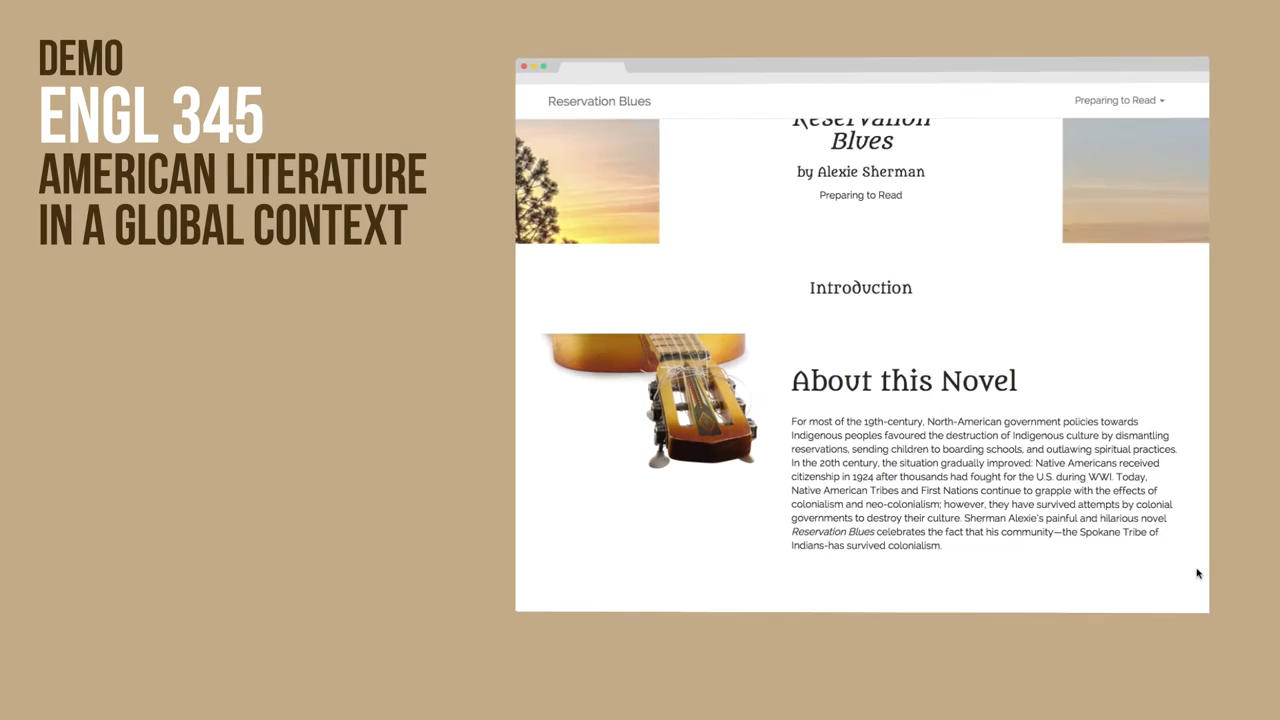 DEMO
ENGL 345
AMERICAN LITERATURE
IN A GLOBAL CONTEXT
Reservation Blues
Preparing to Read
Reservation
Blues
by Alexie Sherman
Preparing to Read
Introduction
About this Novel
For most of the 19th-century, North-American government policies towards
Indigenous peoples favoured the destruction of Indigenous culture by dismantling
reservations, sending children to boarding schools, and outlawing spiritual practices.
In the 20th century, the situation gradually improved: Native Americans received
citizenship in 1924 after thousands had fought for the U.S. during WWI. Today,
Native American Tribes and First Nations continue to grapple with the effects of
colonialism and neo-colonialism; however, they have survived attempts by colonial
governments to destroy their culture. Sherman Alexie's painful and hilarious novel
Reservation Blues celebrates the fact that his community—the Spokane Tribe of
Indians-has survived colonialism.